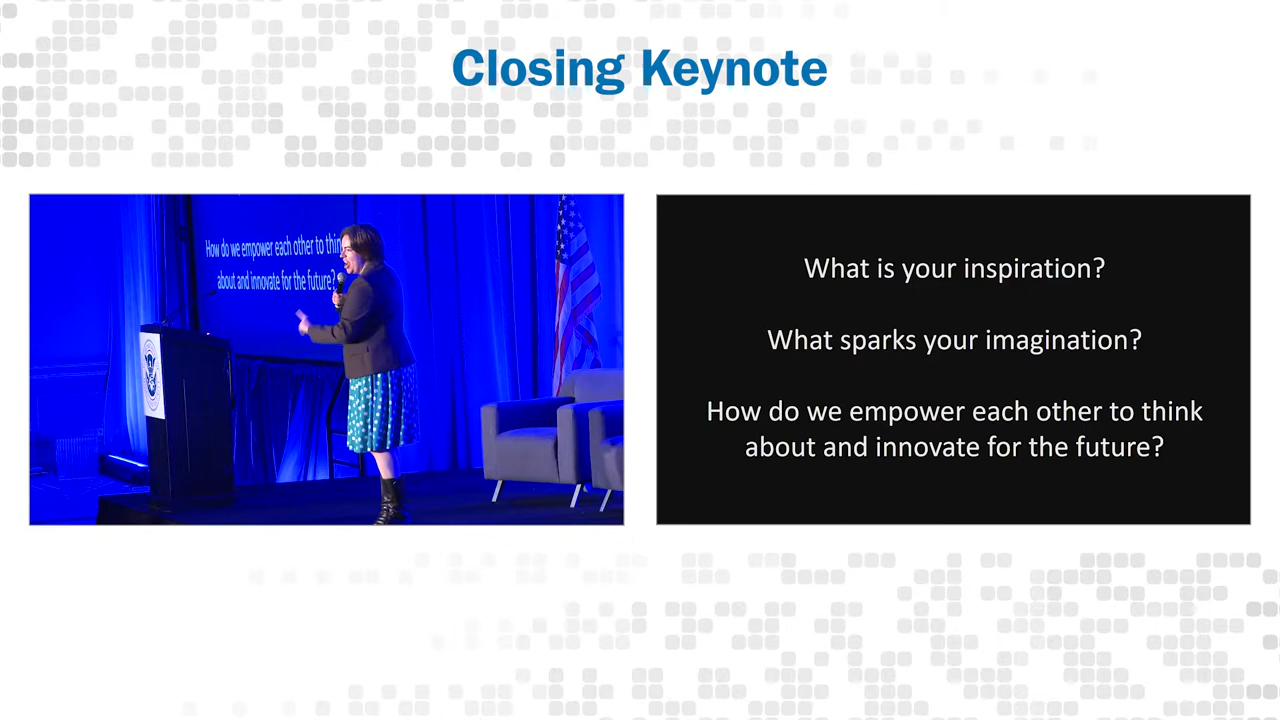 Closing Keynote
How do we empower each other to thin
about and innovate for the future?
What is your inspiration?
What sparks your imagination?
How do we empower each other to think
about and innovate for the future?